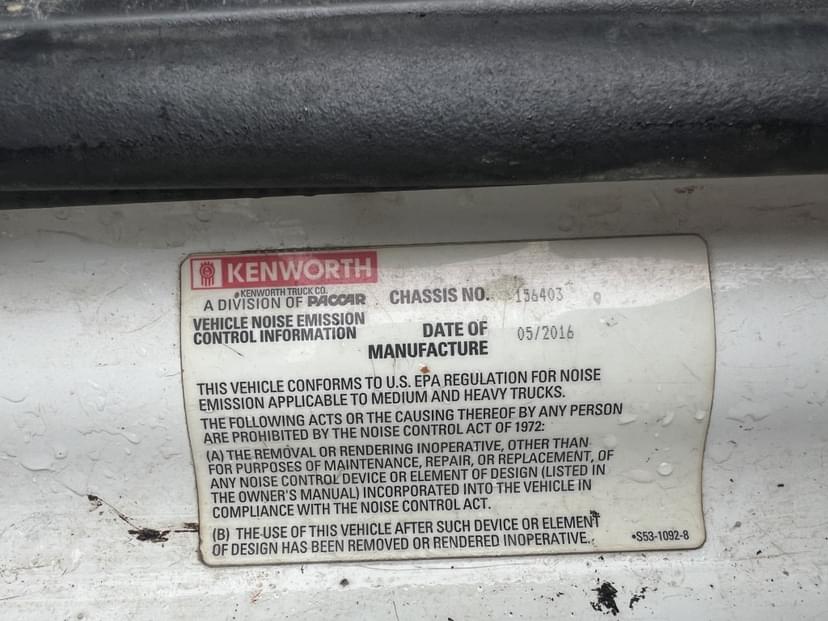 KENWORTH
KENWORTH TRUCK CO.
A DIVISION OF PACCAR
CHASSIS NO. 156403 9
VEHICLE NOISE EMISSION
CONTROL INFORMATION
DATE OF
MANUFACTURE
05/2016
THIS VEHICLE CONFORMS TO U.S. EPA REGULATION FOR NOISE
EMISSION APPLICABLE TO MEDIUM AND HEAVY TRUCKS.
THE FOLLOWING ACTS OR THE CAUSING THEREOF BY ANY PERSON
ARE PROHIBITED BY THE NOISE CONTROL ACT OF 1972:
(A) THE REMOVAL OR RENDERING INOPERATIVE, OTHER THAN
FOR PURPOSES OF MAINTENANCE, REPAIR, OR REPLACEMENT, OF
ANY NOISE CONTROL DEVICE OR ELEMENT OF DESIGN (LISTED IN
THE OWNER'S MANUAL) INCORPORATED INTO THE VEHICLE IN
COMPLIANCE WITH THE NOISE CONTROL ACT.
(B) THE USE OF THIS VEHICLE AFTER SUCH DEVICE OR ELEMENT
OF DESIGN HAS BEEN REMOVED OR RENDERED INOPERATIVE.
•S53-1092-8